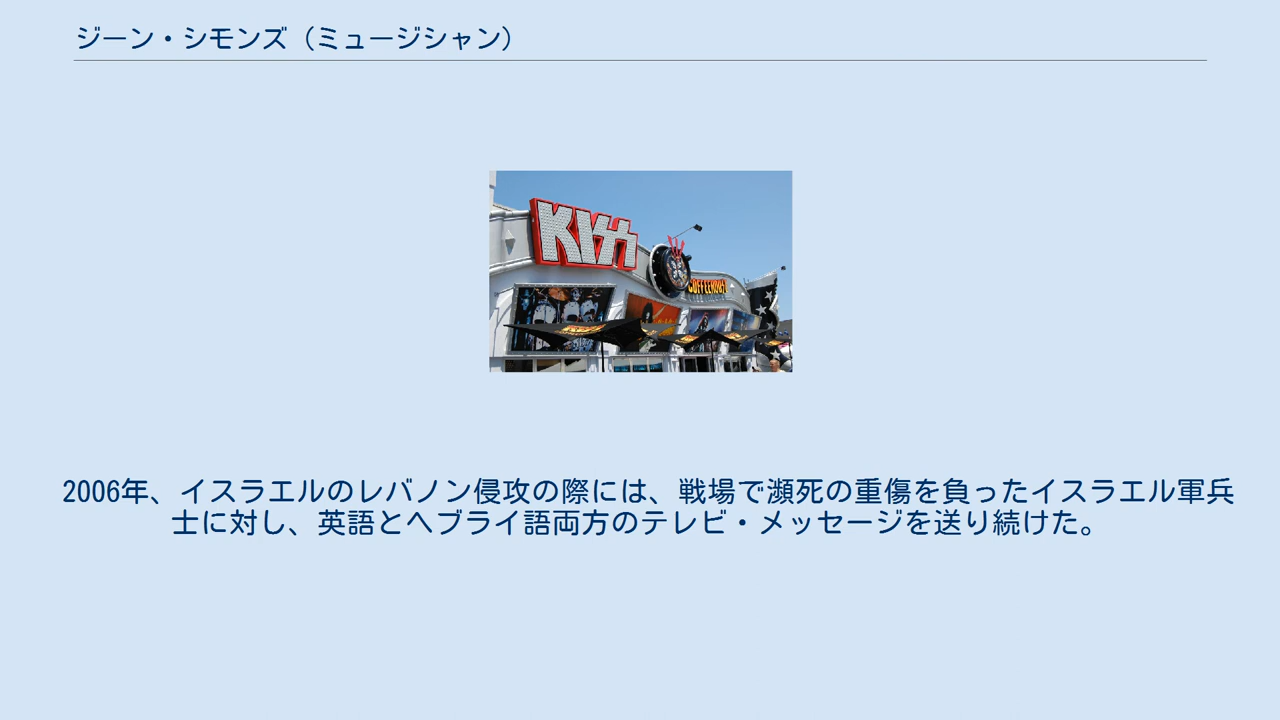 ジーン・シモンズ（ミュージシャン）
KISS
COFFEEHOUSE
2006年、イスラエルのレバノン侵攻の際には、戦場で瀕死の重傷を負ったイスラエル軍兵
士に対し、英語とヘブライ語両方のテレビ・メッセージを送り続けた。